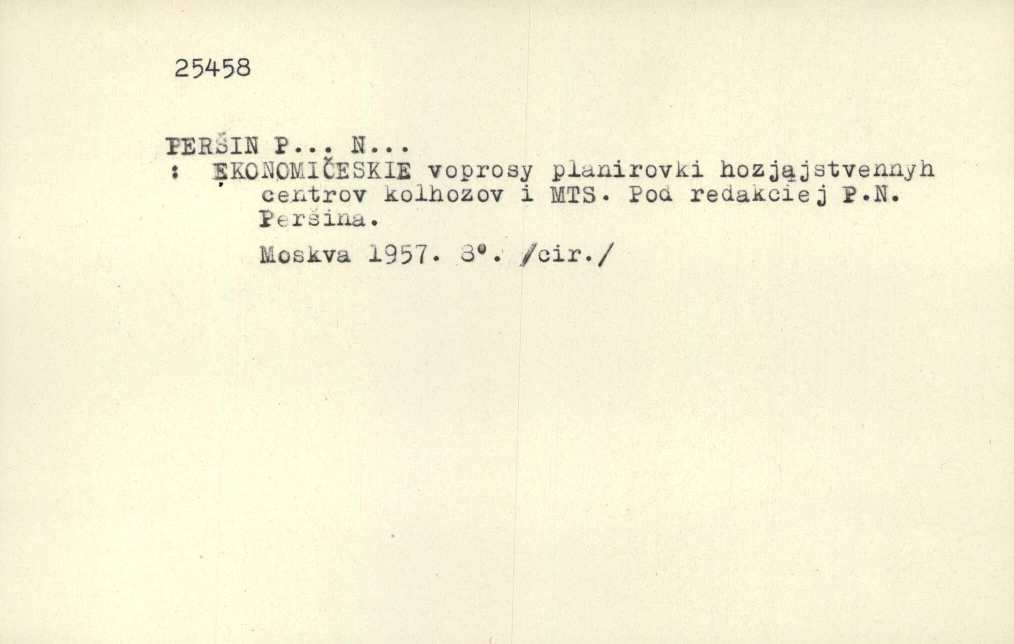 25458
PERŠIN P... N...
: ĘKONOMIČESKIE voprosy planirovki hozjąjstvennyh
centrov kolhozov i MTS. Pod redakciej P.N.
Peršina.
Moskva 1957. 8°. /cir./